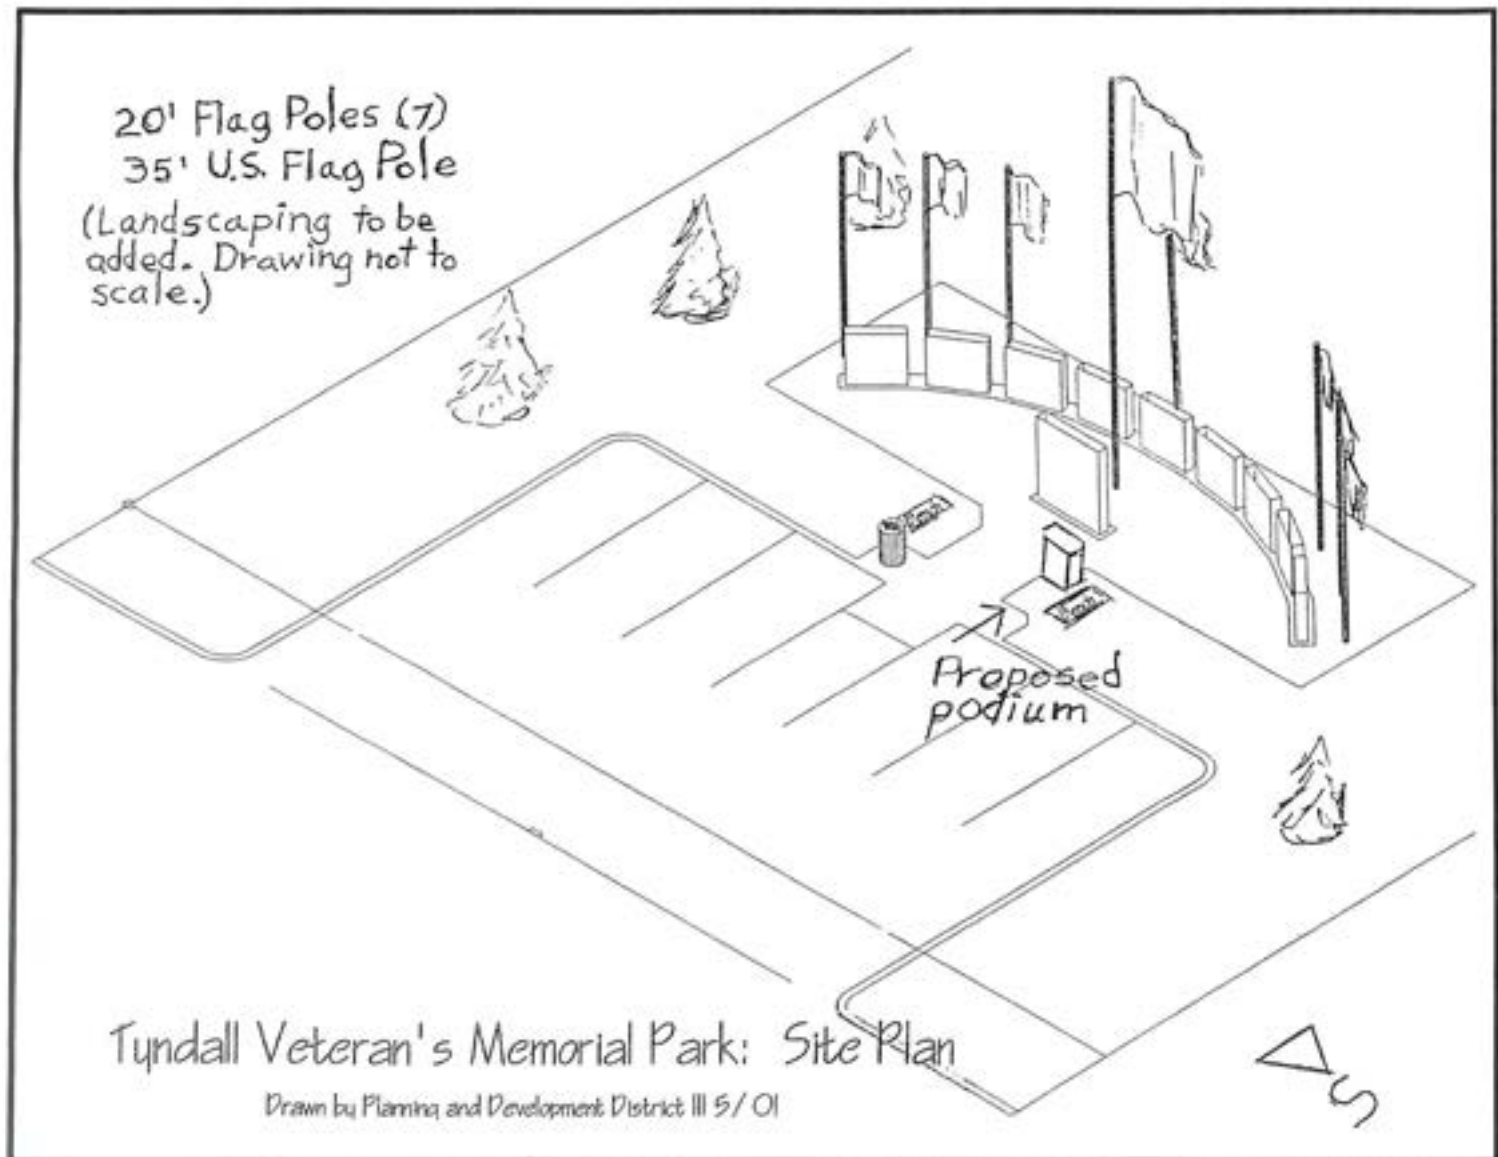 20' Flag Poles (7)
35' U.S. Flag Pole
(Landscaping to be
added. Drawing not to
scale.)
Proposed
podium
Tyndall Veteran's Memorial Park: Site Plan
Drawn by Planning and Development District III 5/01
S